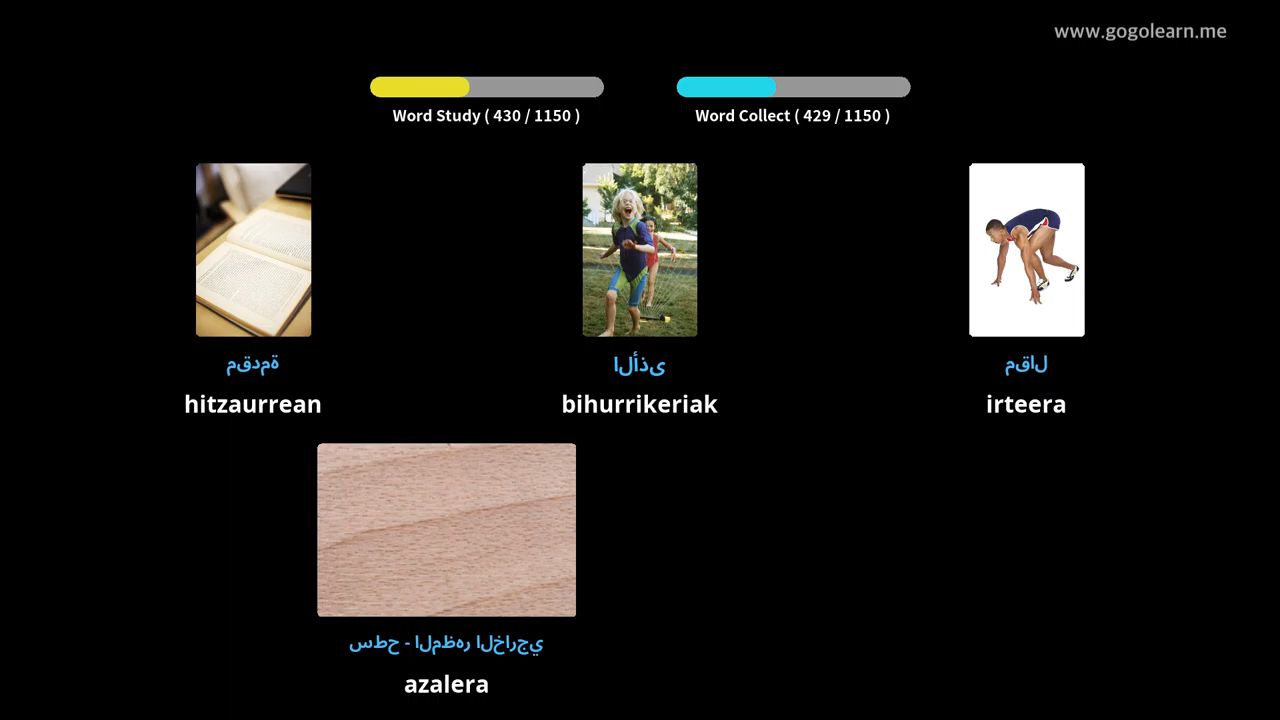 www.gogolearn.me
Word Study ( 430 / 1150 )
Word Collect ( 429 / 1150 )
مقدمة
hitzaurrean
الأذى
bihurrikeriak
مقال
irteera
سطح - المظهر الخارجي
azalera